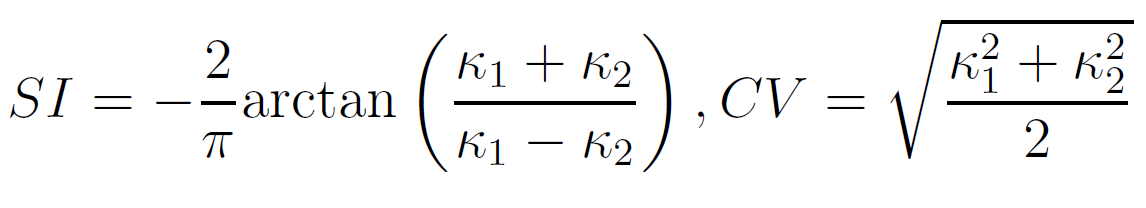 SI = -\frac{2}{\pi}\arctan\left(\frac{\kappa_1 + \kappa_2}{\kappa_1 - \kappa_2}\right), CV = \sqrt{\frac{\kappa_1^2 + \kappa_2^2}{2}}